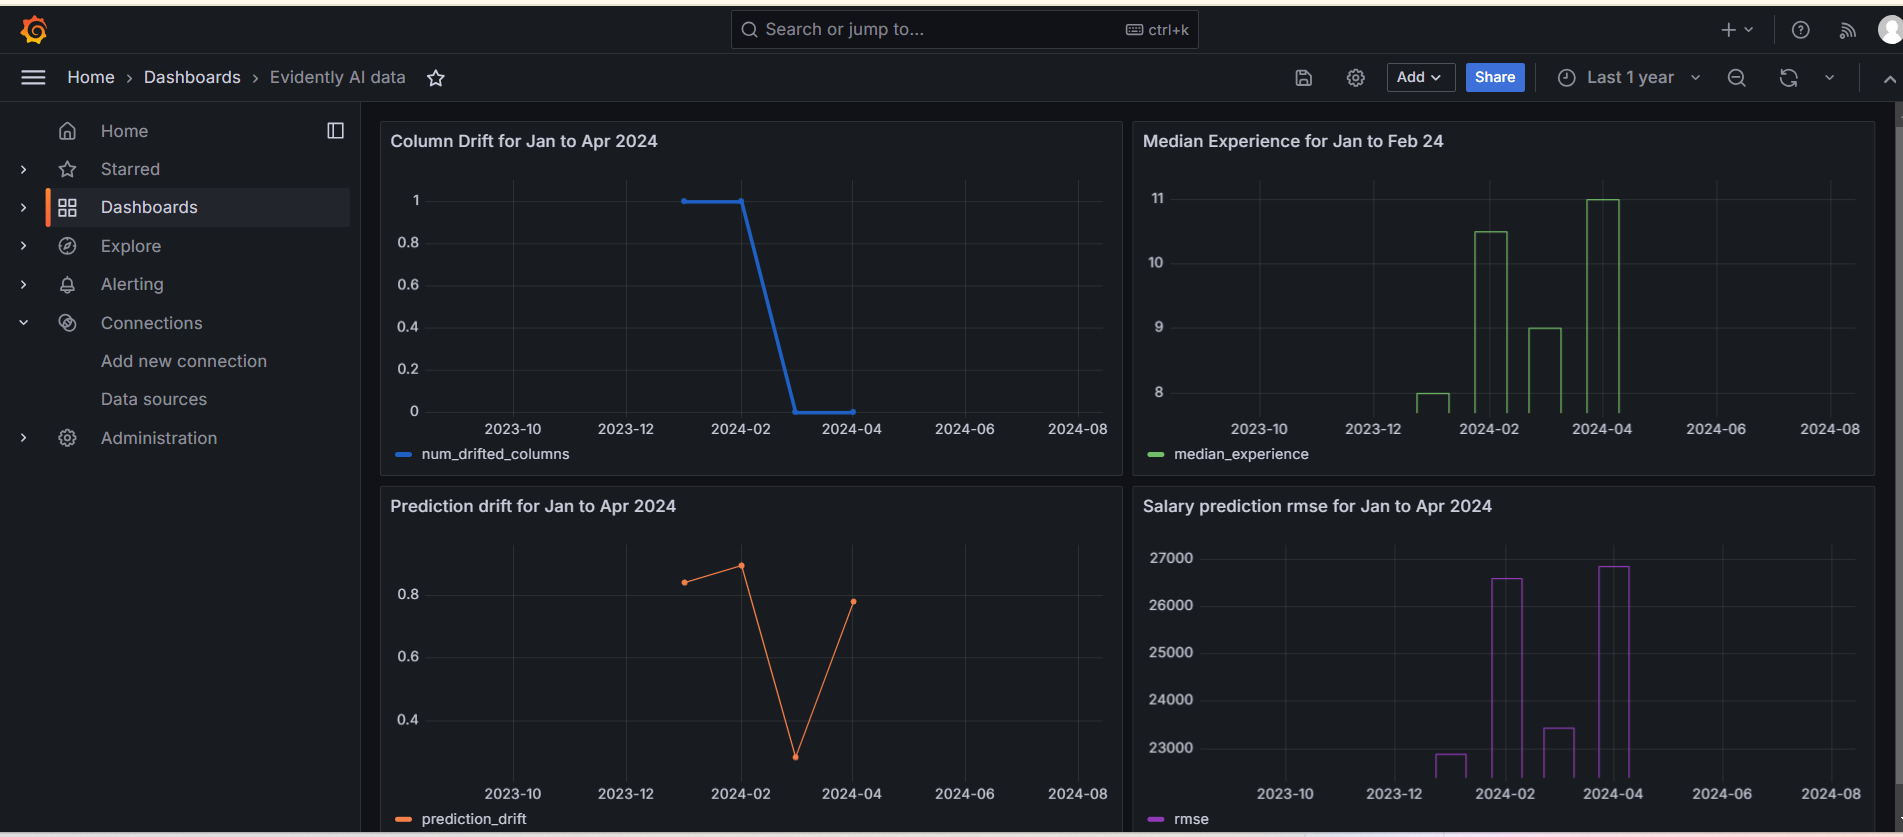 Search or jump to... ctrl+k
Home › Dashboards › Evidently AI data
Add
Share
Last 1 year
Home
Starred
Dashboards
Explore
Alerting
Connections
Add new connection
Data sources
Administration
Column Drift for Jan to Apr 2024
1
0.8
0.6
0.4
0.2
0
2023-10 2023-12 2024-02 2024-04 2024-06 2024-08
num_drifted_columns
Median Experience for Jan to Feb 24
11
10
9
8
2023-10 2023-12 2024-02 2024-04 2024-06 2024-08
median_experience
Prediction drift for Jan to Apr 2024
0.8
0.6
0.4
2023-10 2023-12 2024-02 2024-04 2024-06 2024-08
prediction_drift
Salary prediction rmse for Jan to Apr 2024
27000
26000
25000
24000
23000
2023-10 2023-12 2024-02 2024-04 2024-06 2024-08
rmse